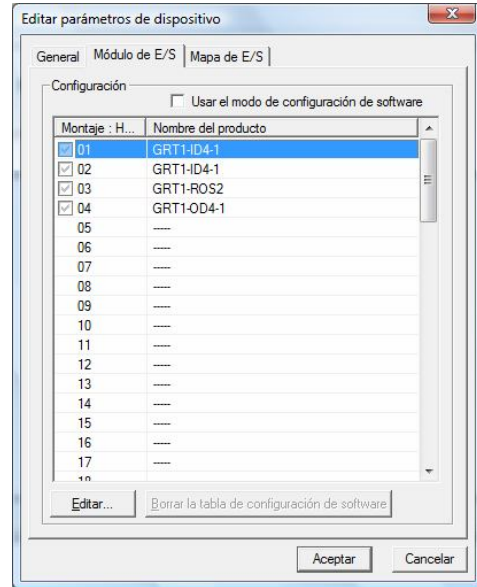 Editar parámetros de dispositivo
General Módulo de E/S Mapa de E/S
Configuración
Usar el modo de configuración de software
Montaje : H... Nombre del producto
01 GRT1-ID4-1
02 GRT1-ID4-1
03 GRT1-ROS2
04 GRT1-OD4-1
05 -----
06 -----
07 -----
08 -----
09 -----
10 -----
11 -----
12 -----
13 -----
14 -----
15 -----
16 -----
17 -----
Editar... Borrar la tabla de configuración de software
Aceptar Cancelar